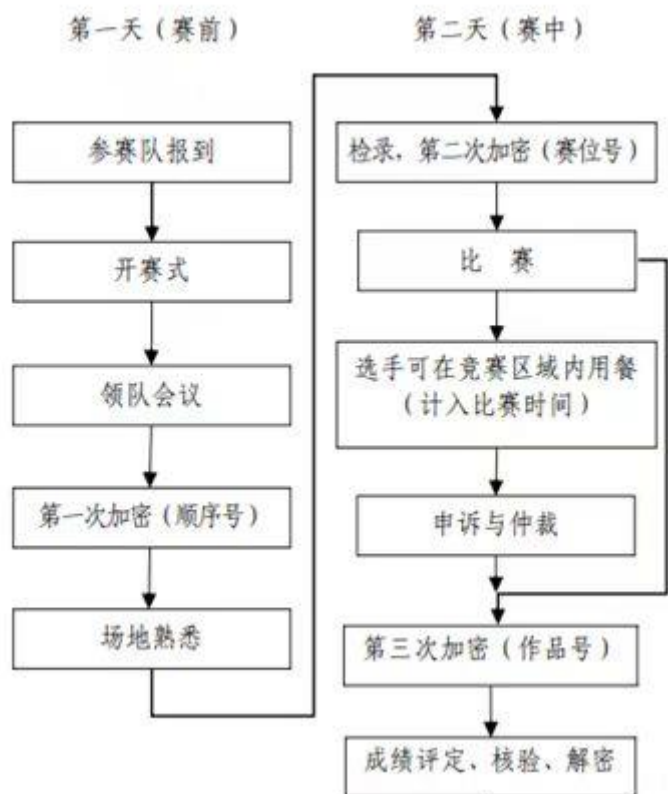 第一天（赛前）
参赛队报到
开赛式
领队会议
第一次加密（顺序号）
场地熟悉
第二天（赛中）
检录，第二次加密（赛位号）
比 赛
选手可在竞赛区域内用餐
（计入比赛时间）
申诉与仲裁
第三次加密（作品号）
成绩评定、核验、解密